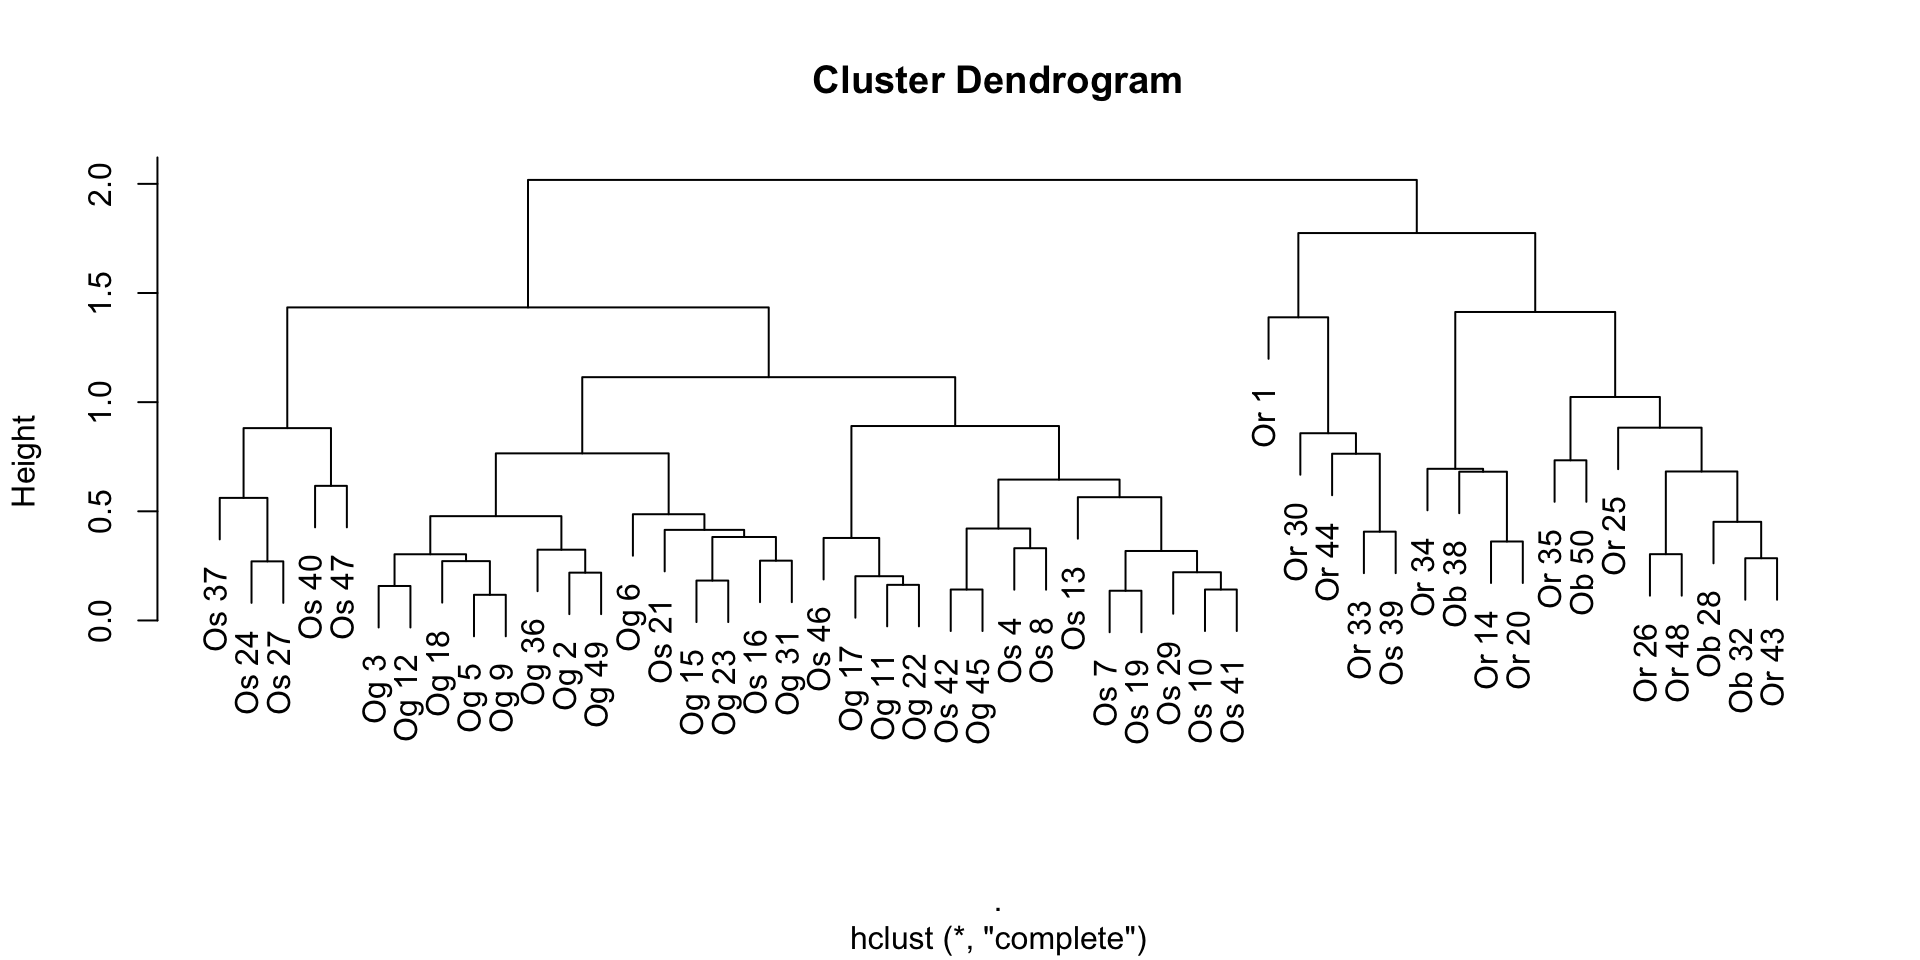 Cluster Dendrogram
Height
2.0
1.5
1.0
0.5
0.0
Os 37
Os 24
Os 27
Os 40
Os 47
Og 3
Og 12
Og 18
Og 5
Og 9
Og 36
Og 2
Og 49
Og 6
Os 21
Og 15
Og 23
Os 16
Og 31
Os 46
Og 17
Og 11
Og 22
Os 42
Og 45
Os 4
Os 8
Os 13
Os 7
Os 19
Os 29
Os 10
Os 41
Or 1
Or 30
Or 44
Or 33
Os 39
Or 34
Ob 38
Or 14
Or 20
Or 35
Ob 50
Or 25
Or 26
Or 48
Ob 28
Ob 32
Or 43
.
hclust (*, "complete")